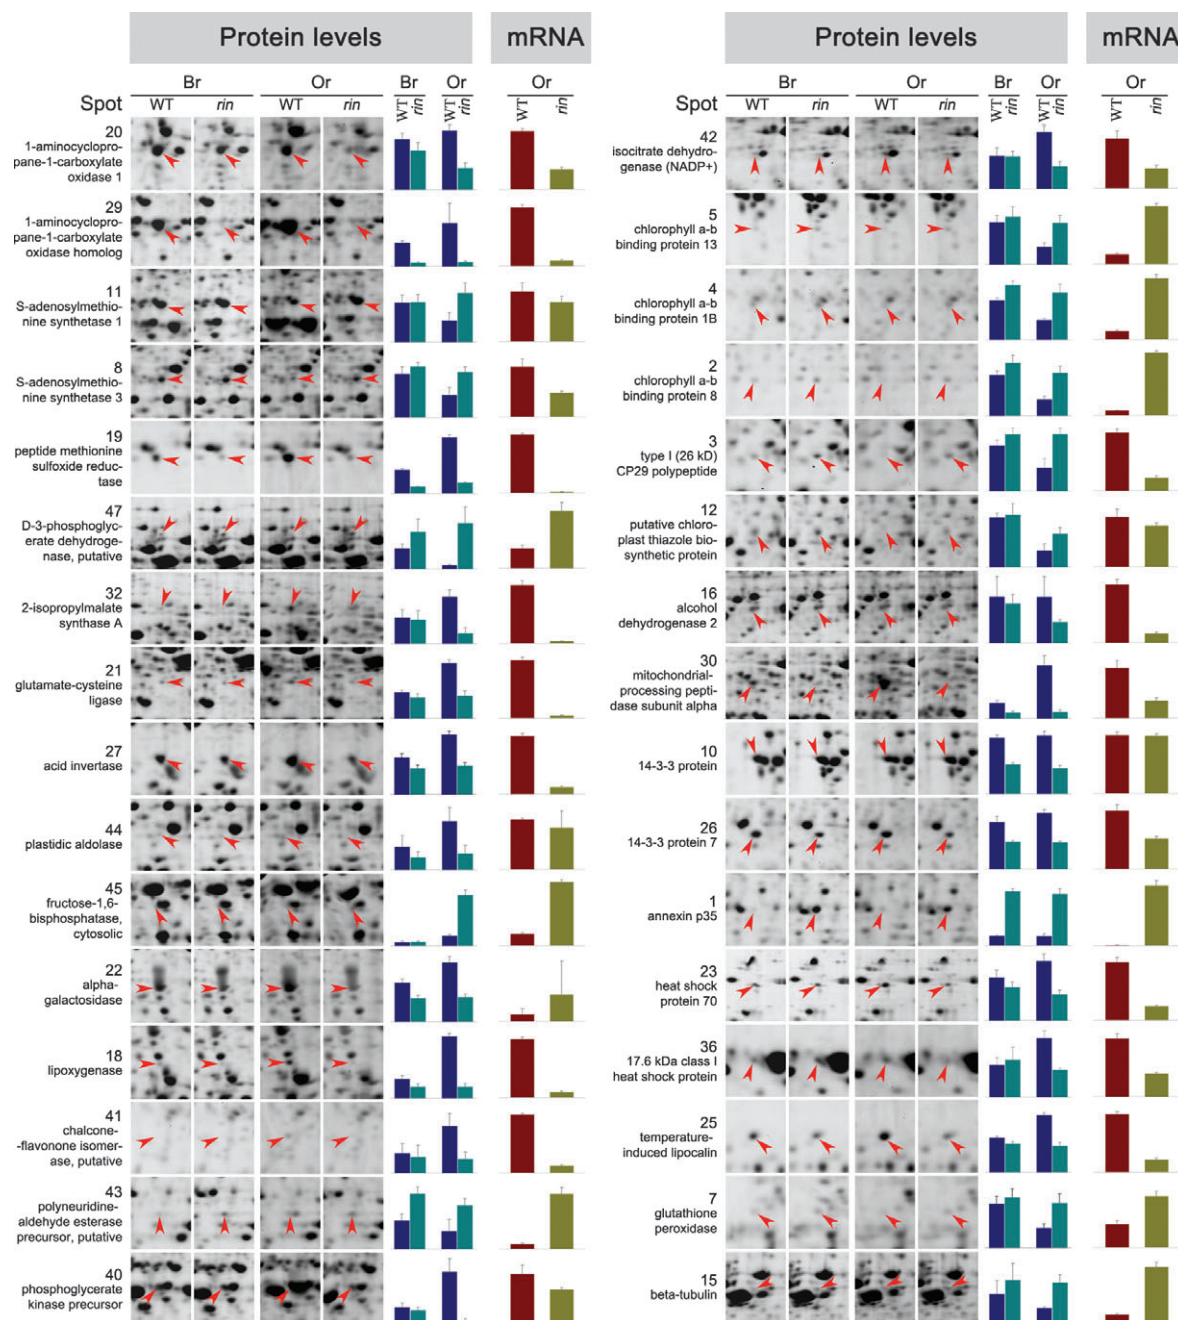 Protein levels
mRNA
Br
Or
Or
Spot
WT
rin
WT
rin
WT
rin
WT
rin
WT
rin
20
1-aminocyclopro-
pane-1-carboxylate
oxidase 1
29
1-aminocyclopro-
pane-1-carboxylate
oxidase homolog
11
S-adenosylmethio-
nine synthetase 1
8
S-adenosylmethio-
nine synthetase 3
19
peptide methionine
sulfoxide reduc-
tase
47
D-3-phosphoglyc-
erate dehydroge-
nase, putative
32
2-isopropylmalate
synthase A
21
glutamate-cysteine
ligase
27
acid invertase
44
plastidic aldolase
45
fructose-1,6-
bisphosphatase,
cytosolic
22
alpha-
galactosidase
18
lipoxygenase
41
chalcone-
-flavonone isomer-
ase, putative
43
polyneuridine-
aldehyde esterase
precursor, putative
40
phosphoglycerate
kinase precursor
Protein levels
mRNA
Br
Or
Br
Or
Or
Spot
WT
rin
WT
rin
WT
rin
WT
rin
WT
rin
42
isocitrate dehydro-
genase (NADP+)
5
chlorophyll a-b
binding protein 13
4
chlorophyll a-b
binding protein 1B
2
chlorophyll a-b
binding protein 8
3
type I (26 kD)
CP29 polypeptide
12
putative chloro-
plast thiazole bio-
synthetic protein
16
alcohol
dehydrogenase 2
30
mitochondrial-
processing pepti-
dase subunit alpha
10
14-3-3 protein
26
14-3-3 protein 7
1
annexin p35
23
heat shock
protein 70
36
17.6 kDa class I
heat shock protein
25
temperature-
induced lipocalin
7
glutathione
peroxidase
15
beta-tubulin